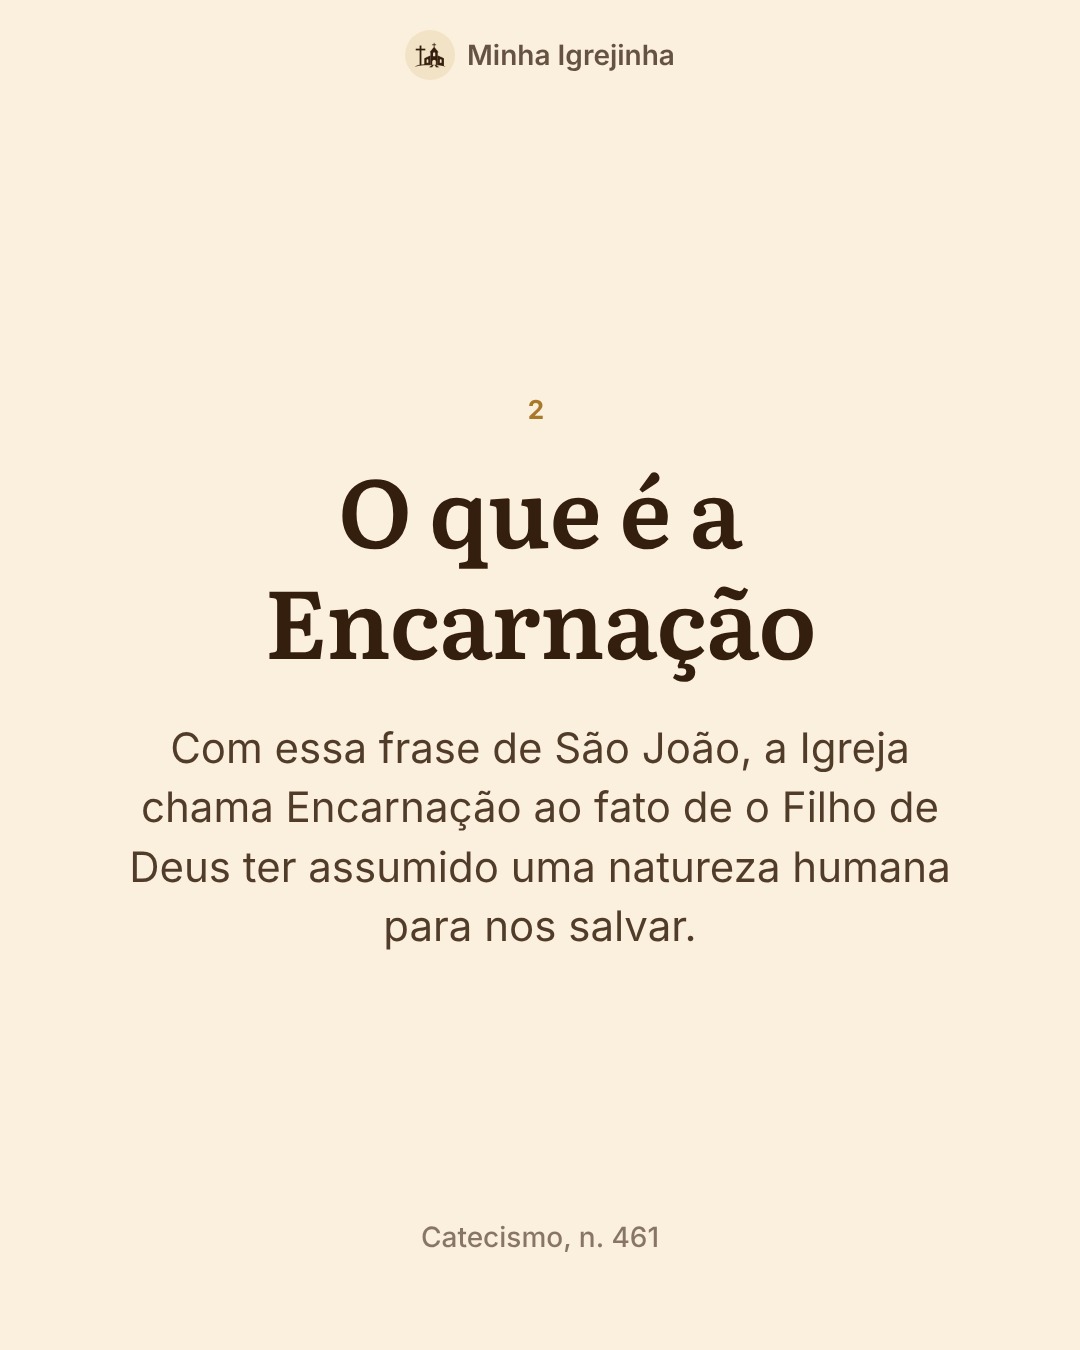 Minha Igrejinha
2
O que é a
Encarnação
Com essa frase de São João, a Igreja
chama Encarnação ao fato de o Filho de
Deus ter assumido uma natureza humana
para nos salvar.
Catecismo, n. 461